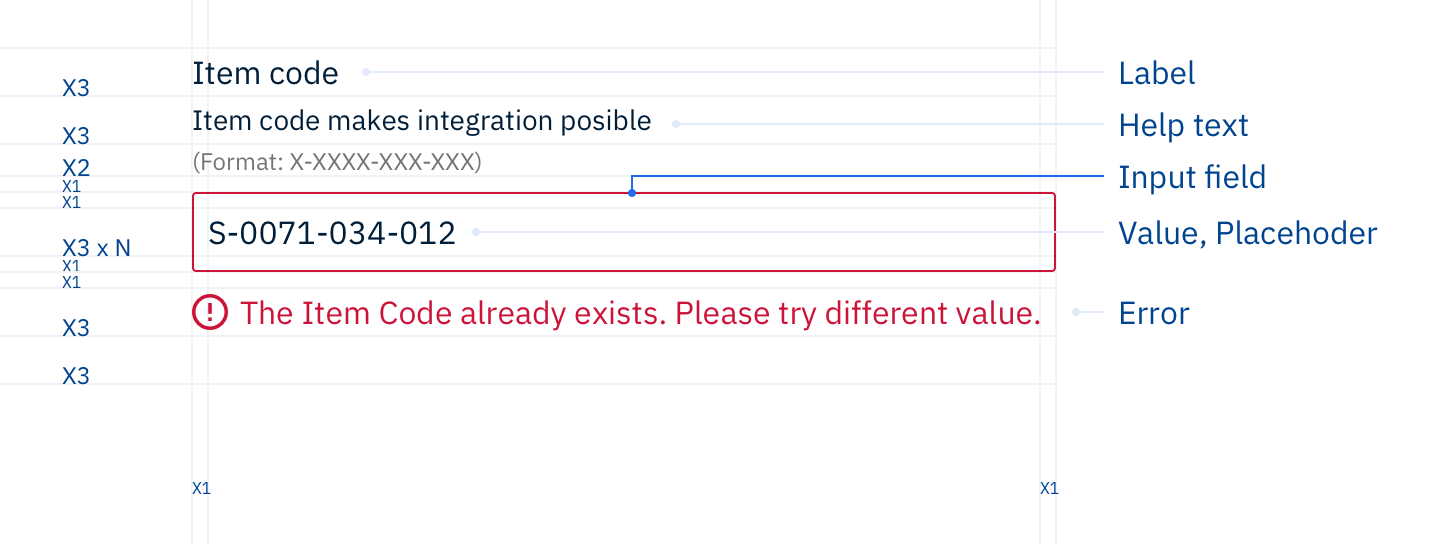 Item code
Label
X3
Item code makes integration posible
Help text
X3
(Format: X-XXXX-XXX-XXX)
X2
Input field
X1
X1
S-0071-034-012
Value, Placehoder
X3 x N
X1
X1
The Item Code already exists. Please try different value.
Error
X3
X3
X1
X1